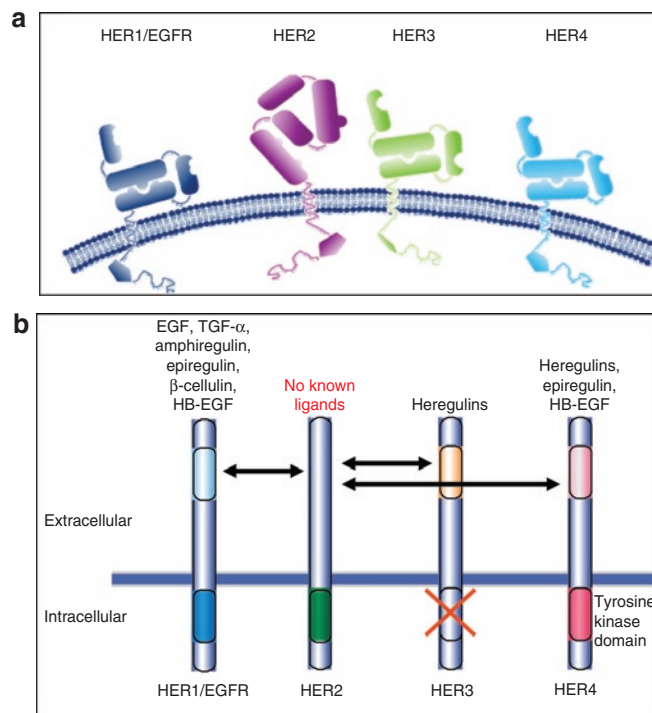 a
HER1/EGFR HER2 HER3 HER4
b
EGF, TGF-α,
amphiregulin,
epiregulin,
β-cellulin,
HB-EGF
No known
ligands
Heregulins
Heregulins,
epiregulin,
HB-EGF
Extracellular
Intracellular
Tyrosine
kinase
domain
HER1/EGFR HER2 HER3 HER4